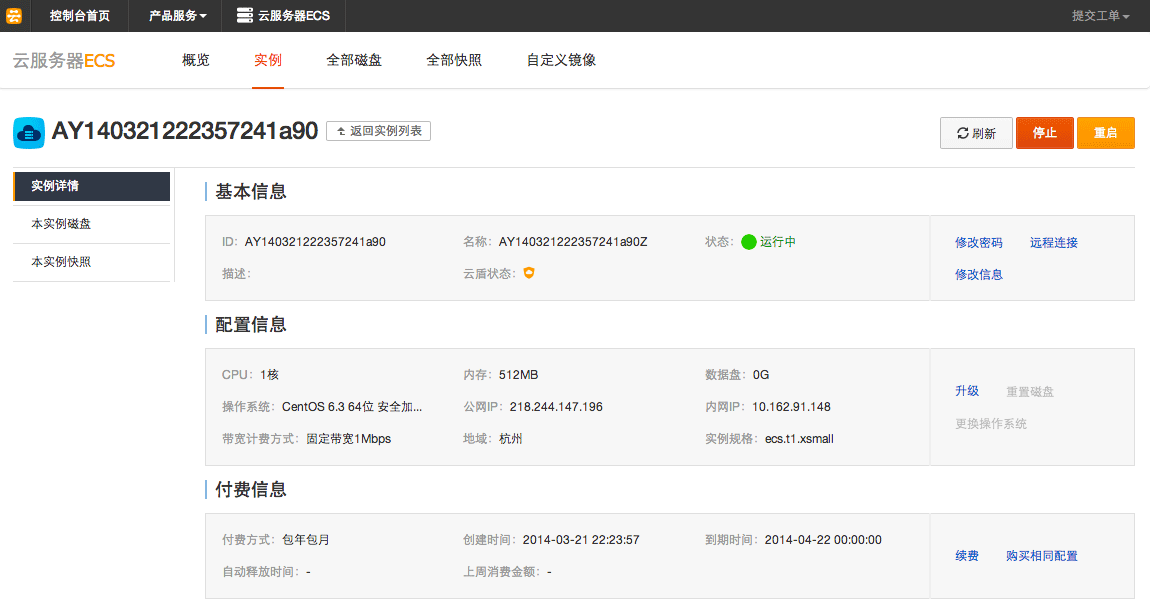 控制台首页 产品服务 云服务器ECS 提交工单
云服务器ECS 概览 实例 全部磁盘 全部快照 自定义镜像
AY140321222357241a90 返回实例列表 刷新 停止 重启
实例详情
本实例磁盘
本实例快照
基本信息
ID: AY140321222357241a90 名称: AY140321222357241a90Z 状态: 运行中 修改密码 远程连接
描述: 云盾状态: 修改信息
配置信息
CPU: 1核 内存: 512MB 数据盘: 0G 升级 重置磁盘
操作系统: CentOS 6.3 64位 安全加... 公网IP: 218.244.147.196 内网IP: 10.162.91.148 更换操作系统
带宽计费方式: 固定带宽1Mbps 地域: 杭州 实例规格: ecs.t1.xsmall
付费信息
付费方式: 包年包月 创建时间: 2014-03-21 22:23:57 到期时间: 2014-04-22 00:00:00 续费 购买相同配置
自动释放时间: - 上周消费金额: -